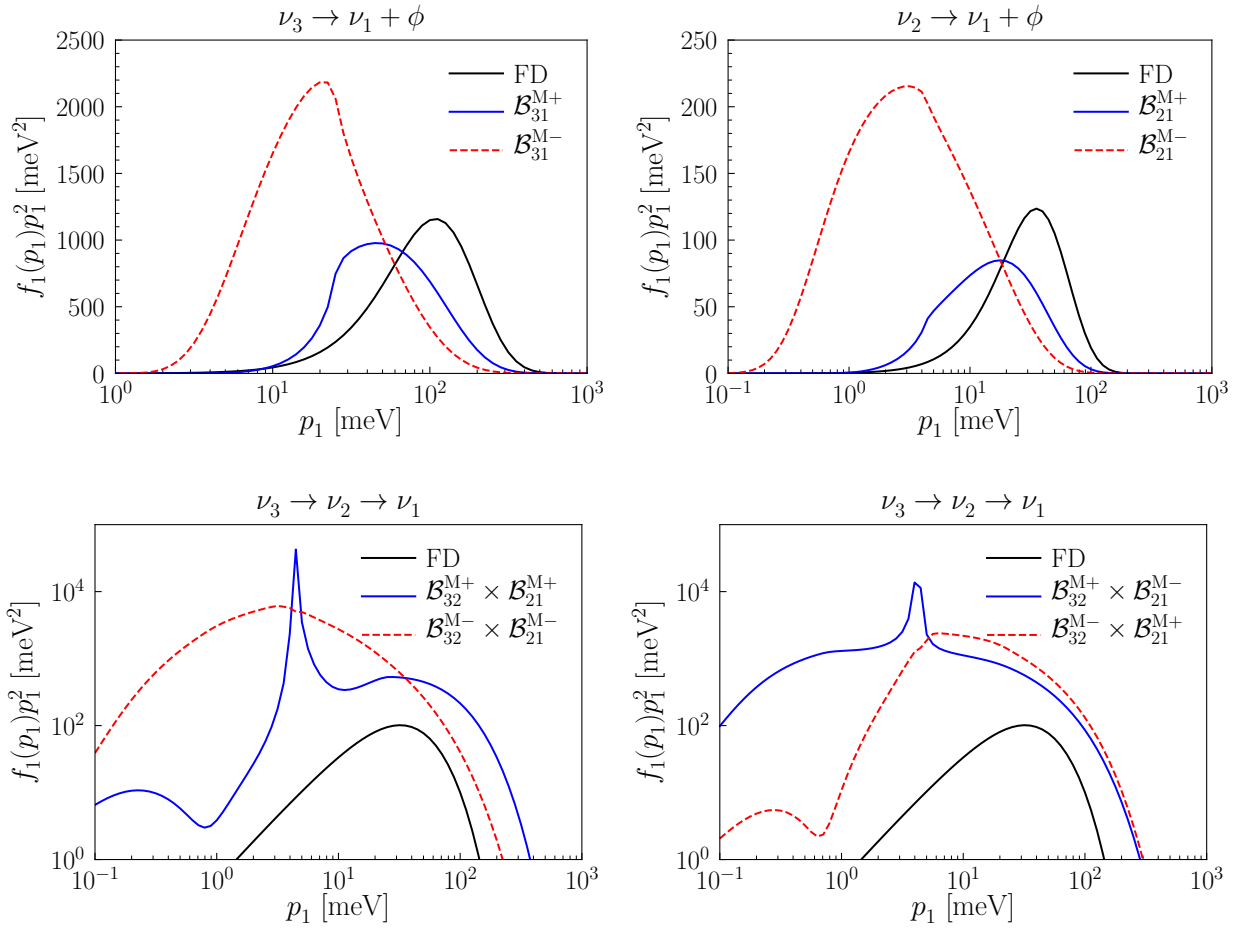 ν₃ → ν₁ + ϕ
f₁(p₁)p₁² [meV²]
2500
2000
1500
1000
500
0
FD
ℬ₃₁ᴹ⁺
ℬ₃₁ᴹ⁻
10⁰ 10¹ 10² 10³
p₁ [meV]
ν₂ → ν₁ + ϕ
f₁(p₁)p₁² [meV²]
250
200
150
100
50
0
FD
ℬ₂₁ᴹ⁺
ℬ₂₁ᴹ⁻
10⁻¹ 10⁰ 10¹ 10² 10³
p₁ [meV]
ν₃ → ν₂ → ν₁
f₁(p₁)p₁² [meV²]
10⁴
10²
10⁰
FD
ℬ₃₂ᴹ⁺ × ℬ₂₁ᴹ⁺
ℬ₃₂ᴹ⁻ × ℬ₂₁ᴹ⁻
10⁻¹ 10⁰ 10¹ 10² 10³
p₁ [meV]
ν₃ → ν₂ → ν₁
f₁(p₁)p₁² [meV²]
10⁴
10²
10⁰
FD
ℬ₃₂ᴹ⁺ × ℬ₂₁ᴹ⁻
ℬ₃₂ᴹ⁻ × ℬ₂₁ᴹ⁺
10⁻¹ 10⁰ 10¹ 10² 10³
p₁ [meV]